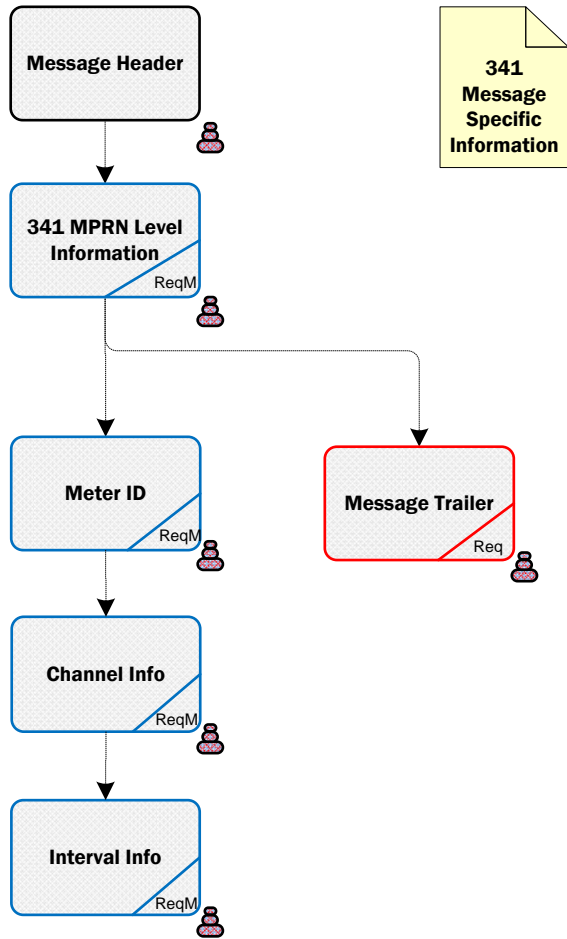 Message Header
341
Message
Specific
Information
341 MPRN Level
Information
ReqM
Meter ID
ReqM
Message Trailer
Req
Channel Info
ReqM
Interval Info
ReqM